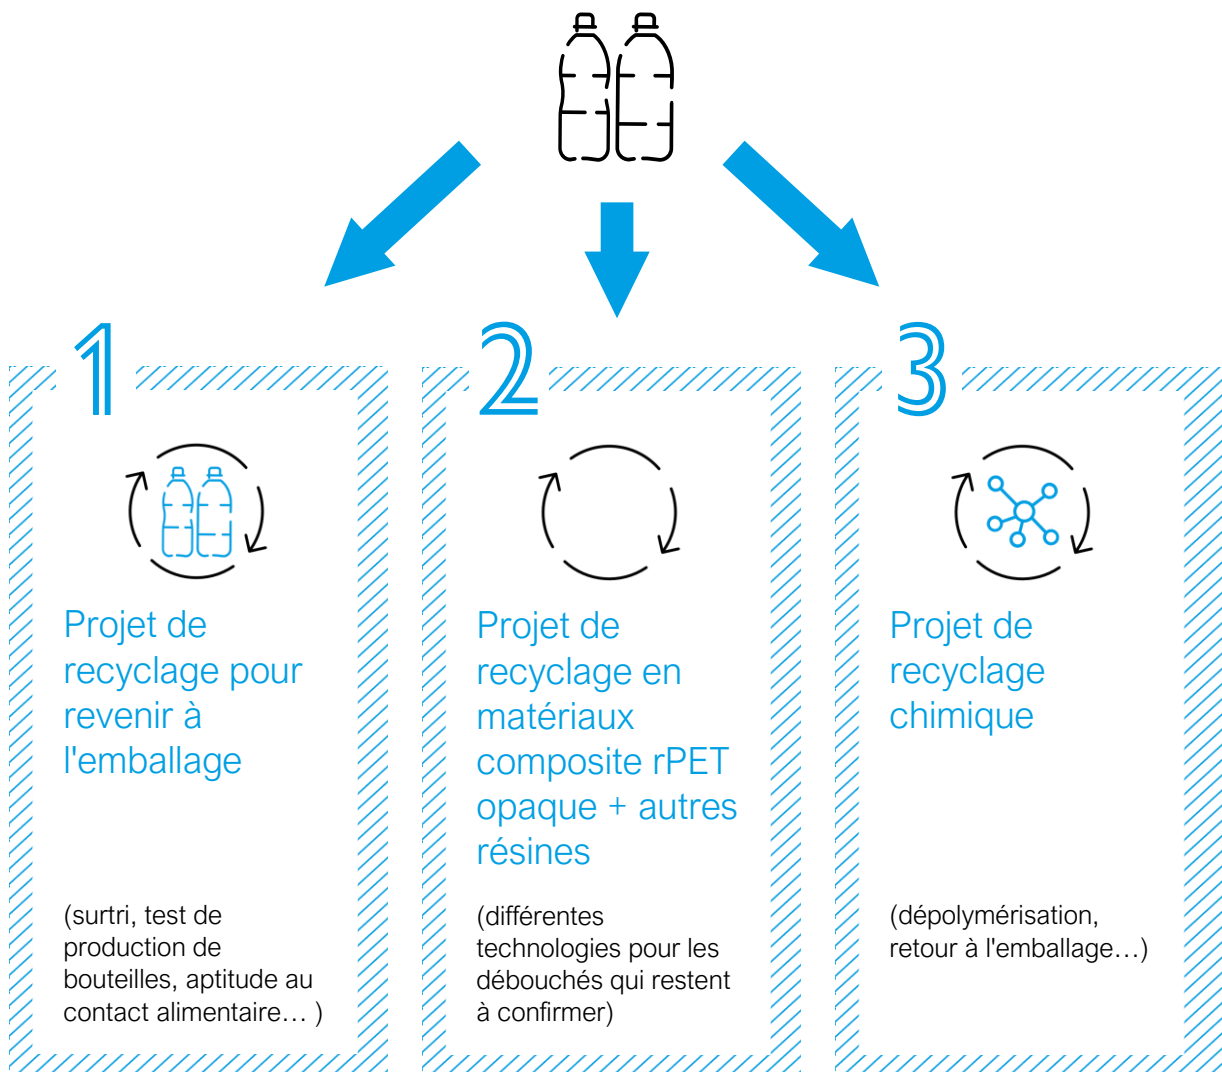 1
Projet de
recyclage pour
revenir à
l'emballage
(surtri, test de
production de
bouteilles, aptitude au
contact alimentaire… )
2
Projet de
recyclage en
matériaux
composite rPET
opaque + autres
résines
(différentes
technologies pour les
débouchés qui restent
à confirmer)
3
Projet de
recyclage
chimique
(dépolymérisation,
retour à l'emballage…)